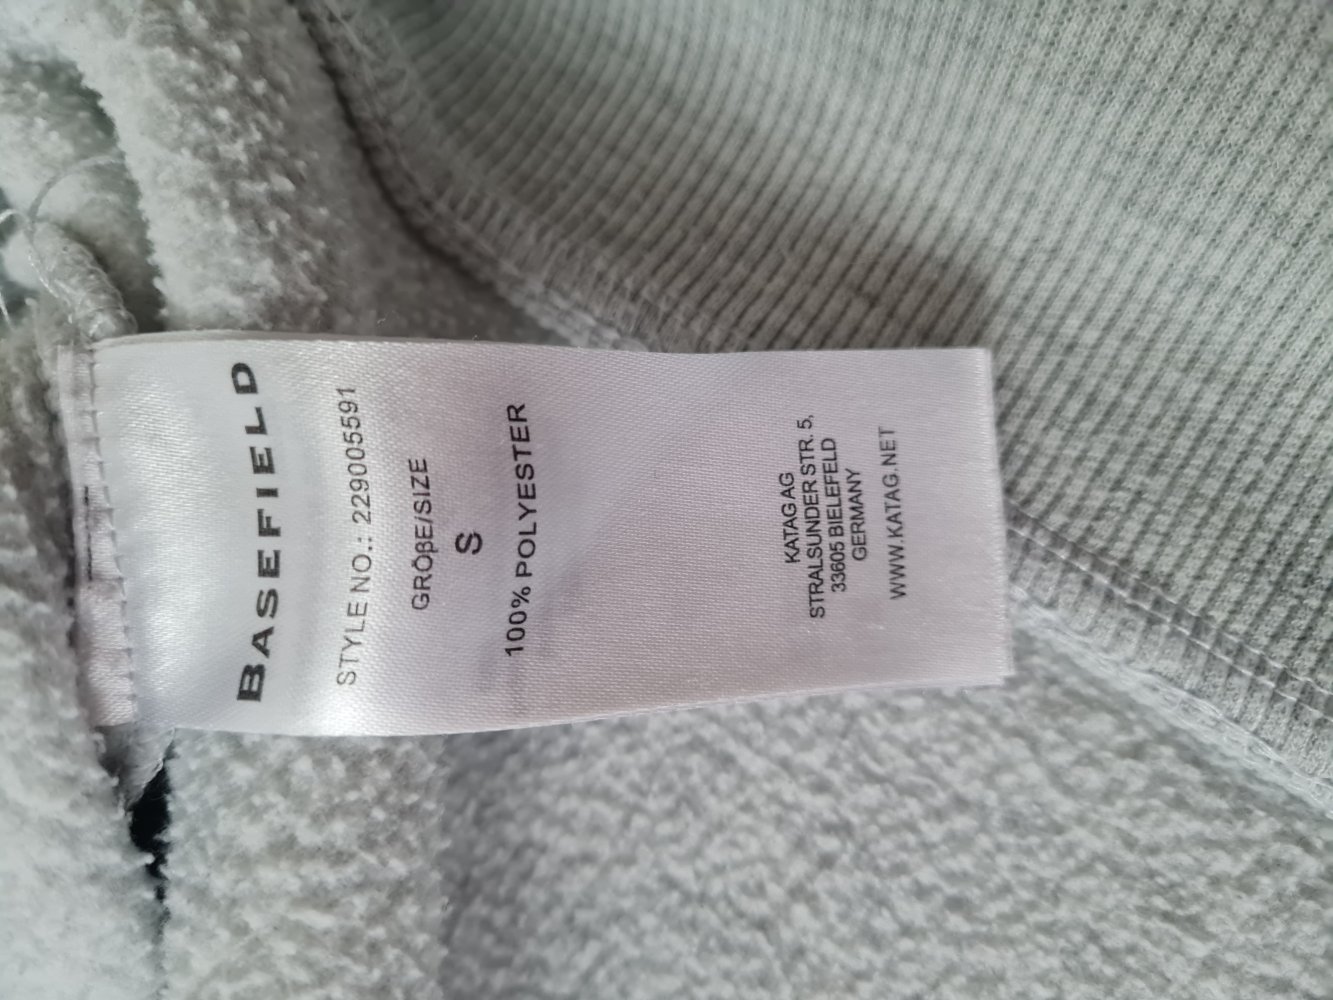 BASEFIELD
STYLE NO.: 229005591
GRÖβE/SIZE
S
100% POLYESTER
KATAG AG
STRALSUNDER STR. 5,
33605 BIELEFELD
GERMANY
WWW.KATAG.NET